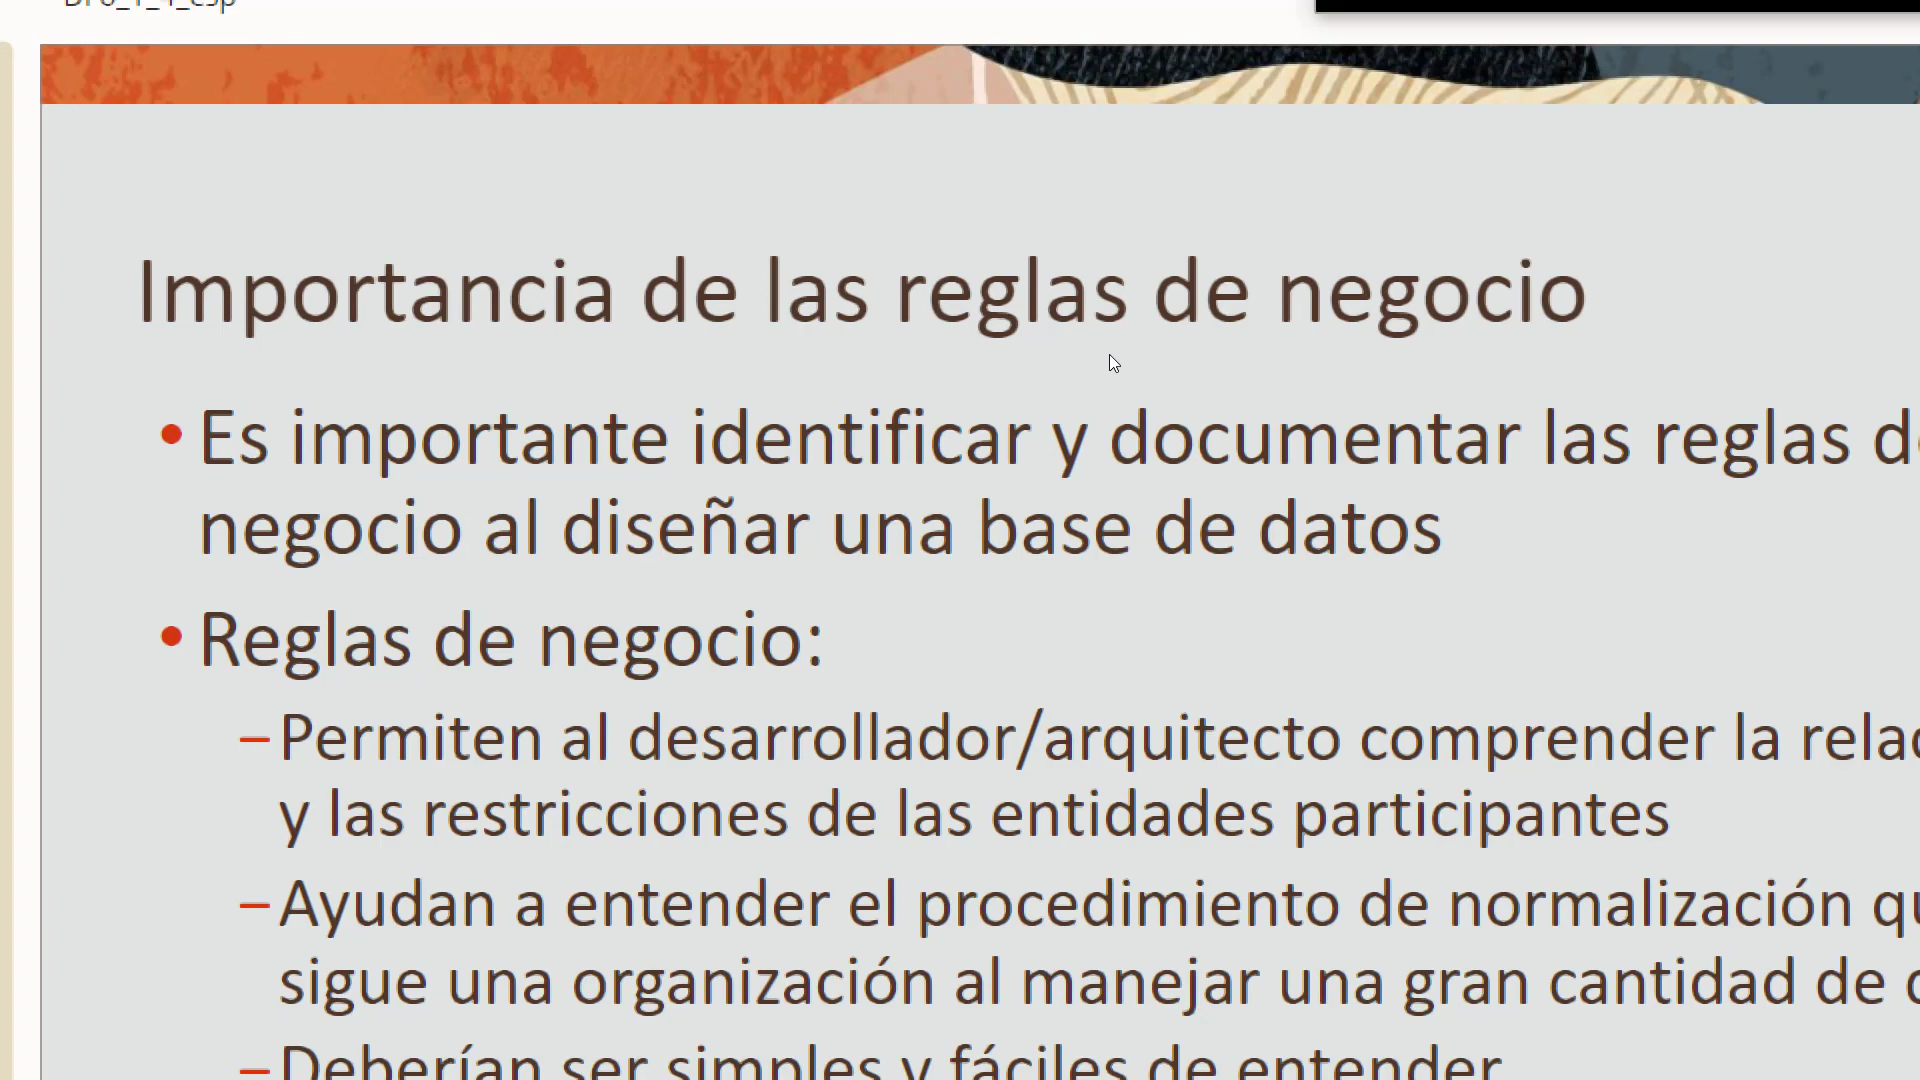 Importancia de las reglas de negocio
• Es importante identificar y documentar las reglas
negocio al diseñar una base de datos
• Reglas de negocio:
– Permiten al desarrollador/arquitecto comprender la
y las restricciones de las entidades participantes
– Ayudan a entender el procedimiento de normalización
sigue una organización al manejar una gran cantidad de
– Deberían ser simples y fáciles de entender